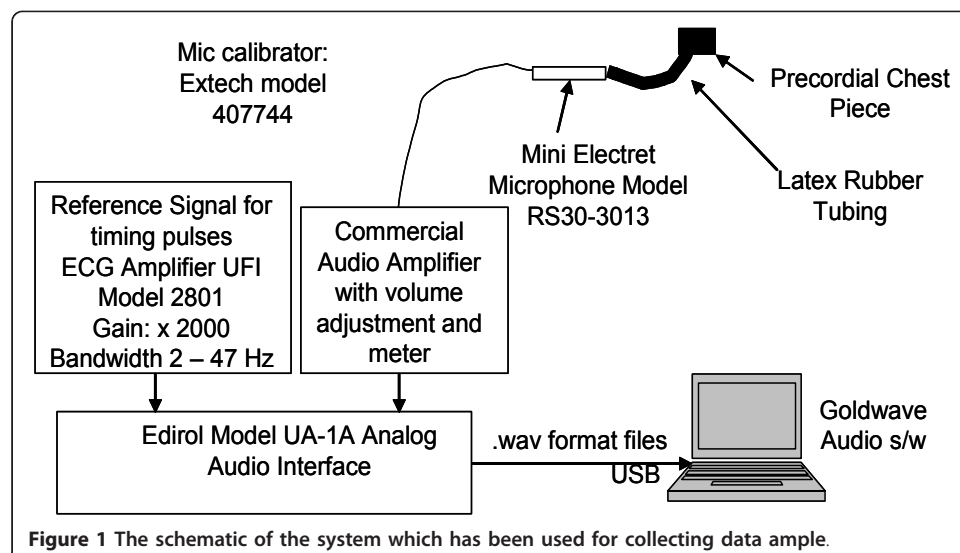 Mic calibrator:
Extech model
407744
Precordial Chest
Piece
Mini Electret
Microphone Model
RS30-3013
Latex Rubber
Tubing
Reference Signal for
timing pulses
ECG Amplifier UFI
Model 2801
Gain: x 2000
Bandwidth 2 – 47 Hz
Commercial
Audio Amplifier
with volume
adjustment and
meter
Edirol Model UA-1A Analog
Audio Interface
.wav format files
USB
Goldwave
Audio s/w
Figure 1 The schematic of the system which has been used for collecting data ample.